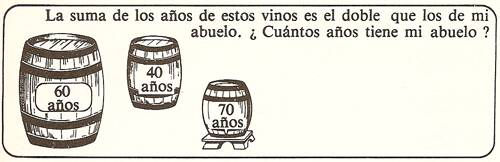 La suma de los años de estos vinos es el doble que los de mi
abuelo. ¿ Cuántos años tiene mi abuelo ?
60
años
40
años
70
años